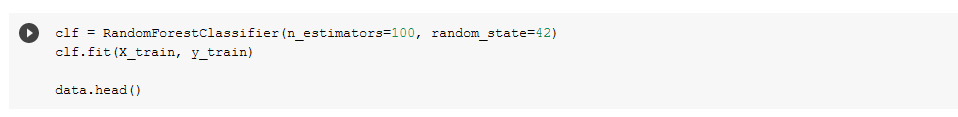 clf = RandomForestClassifier(n_estimators=100, random_state=42)
clf.fit(X_train, y_train)
data.head()